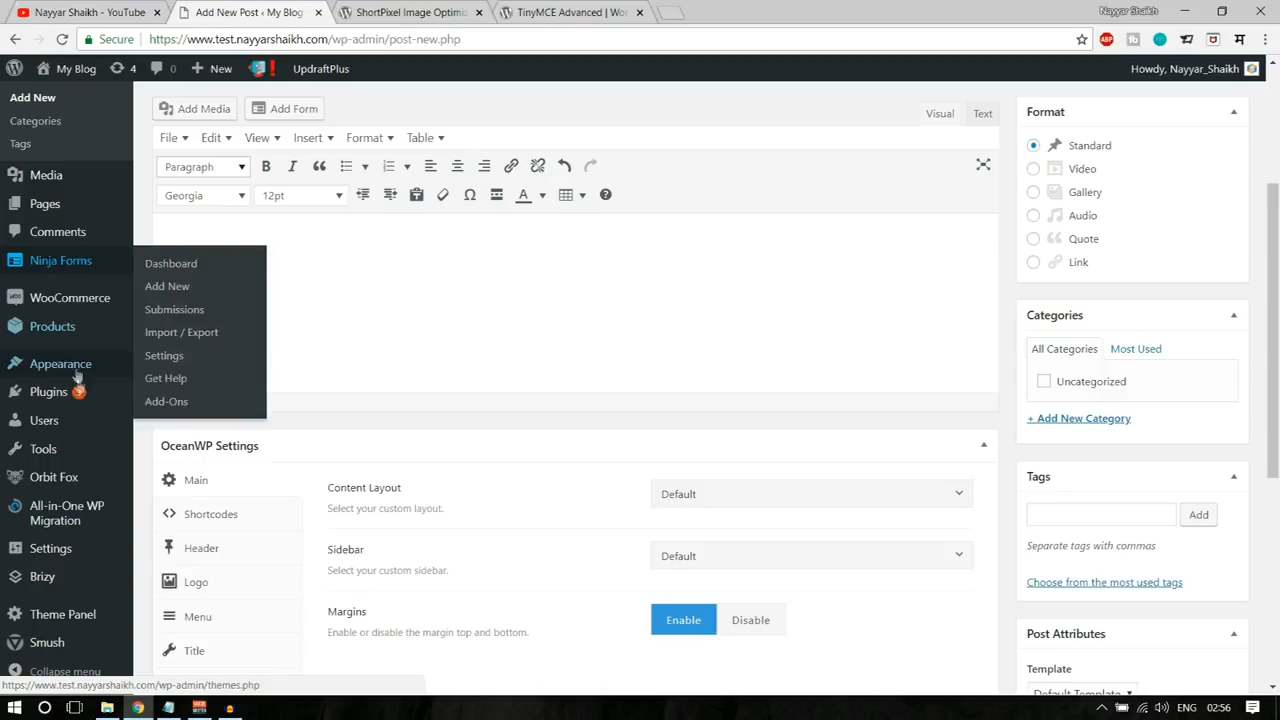 Nayyar Shaikh - YouTube
Add New Post ‹ My Blog
ShortPixel Image Optimiz
TinyMCE Advanced | Wor
Nayyar Shaikh
Secure
https://www.test.nayyarshaikh.com/wp-admin/post-new.php
My Blog
4
0
New
UpdraftPlus
Howdy, Nayyar_Shaikh
Add New
Categories
Tags
Media
Pages
Comments
Ninja Forms
WooCommerce
Products
Appearance
Plugins
Users
Tools
Orbit Fox
All-in-One WP
Migration
Settings
Brizy
Theme Panel
Smush
Collapse menu
Dashboard
Add New
Submissions
Import / Export
Settings
Get Help
Add-Ons
Add Media
Add Form
Visual
Text
File
Edit
View
Insert
Format
Table
Paragraph
Georgia
12pt
OceanWP Settings
Main
Shortcodes
Header
Logo
Menu
Title
Content Layout
Select your custom layout.
Default
Sidebar
Select your custom sidebar.
Default
Margins
Enable or disable the margin top and bottom.
Enable
Disable
Format
Standard
Video
Gallery
Audio
Quote
Link
Categories
All Categories
Most Used
Uncategorized
+ Add New Category
Tags
Add
Separate tags with commas
Choose from the most used tags
Post Attributes
Template
Default Template
https://www.test.nayyarshaikh.com/wp-admin/themes.php
ENG
02:56